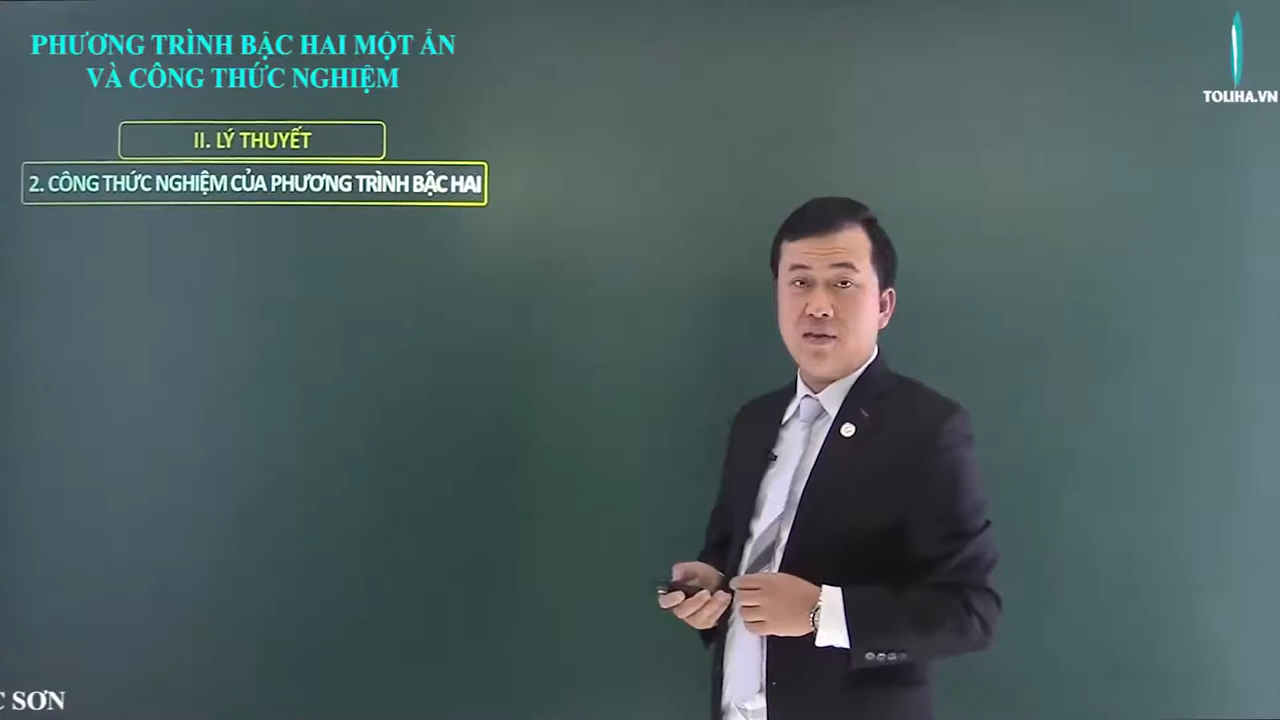 PHƯƠNG TRÌNH BẬC HAI MỘT ẨN
VÀ CÔNG THỨC NGHIỆM
TOLIHA.VN
II. LÝ THUYẾT
2. CÔNG THỨC NGHIỆM CỦA PHƯƠNG TRÌNH BẬC HAI
SƠN